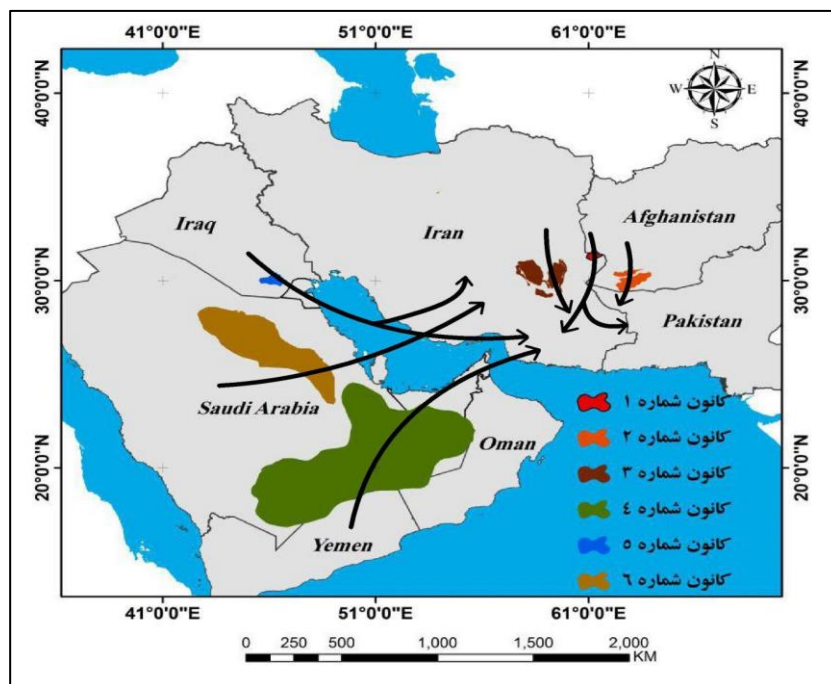 41°0'0"E
51°0'0"E
61°0'0"E
N
W
E
S
40°0'0"N
40°0'0"N
Iraq
Iran
Afghanistan
30°0'0"N
30°0'0"N
Pakistan
Saudi Arabia
Oman
Yemen
20°0'0"N
20°0'0"N
کانون شماره ۱
کانون شماره ۲
کانون شماره ۳
کانون شماره ٤
کانون شماره ۵
کانون شماره ٦
41°0'0"E
51°0'0"E
61°0'0"E
0 250 500 1,000 1,500 2,000
KM